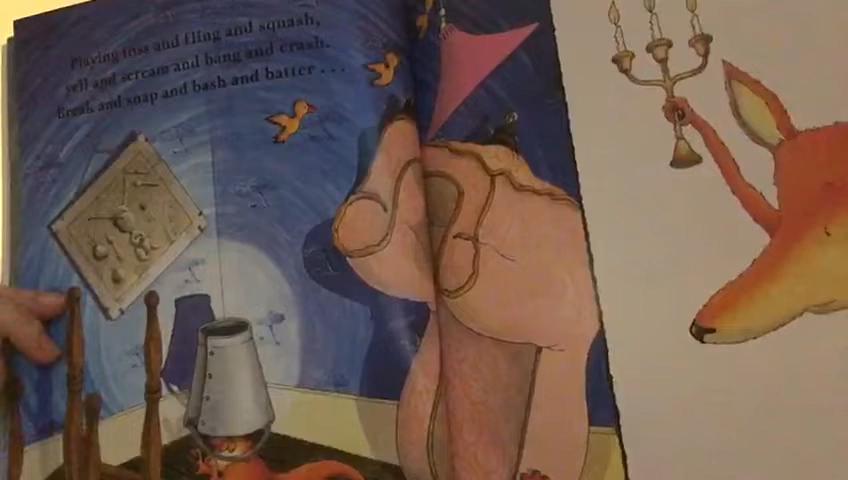 Playing toss and fling and squash,
yell and scream and bang and crash.
Break and snap and bash and batter . . .